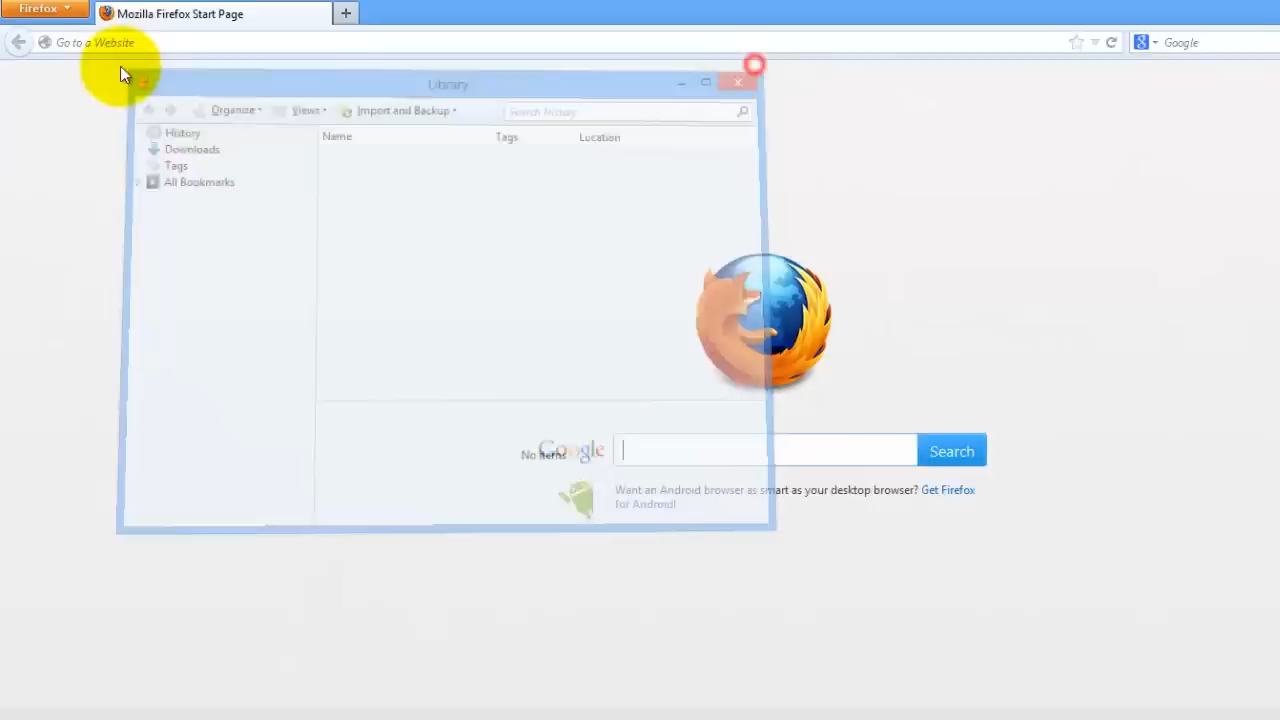 Firefox
Mozilla Firefox Start Page
Go to a Website
Google
Library
Organize
Views
Import and Backup
Search History
History
Downloads
Tags
All Bookmarks
Name
Tags
Location
No items
Google
Search
Want an Android browser as smart as your desktop browser? Get Firefox
for Android!